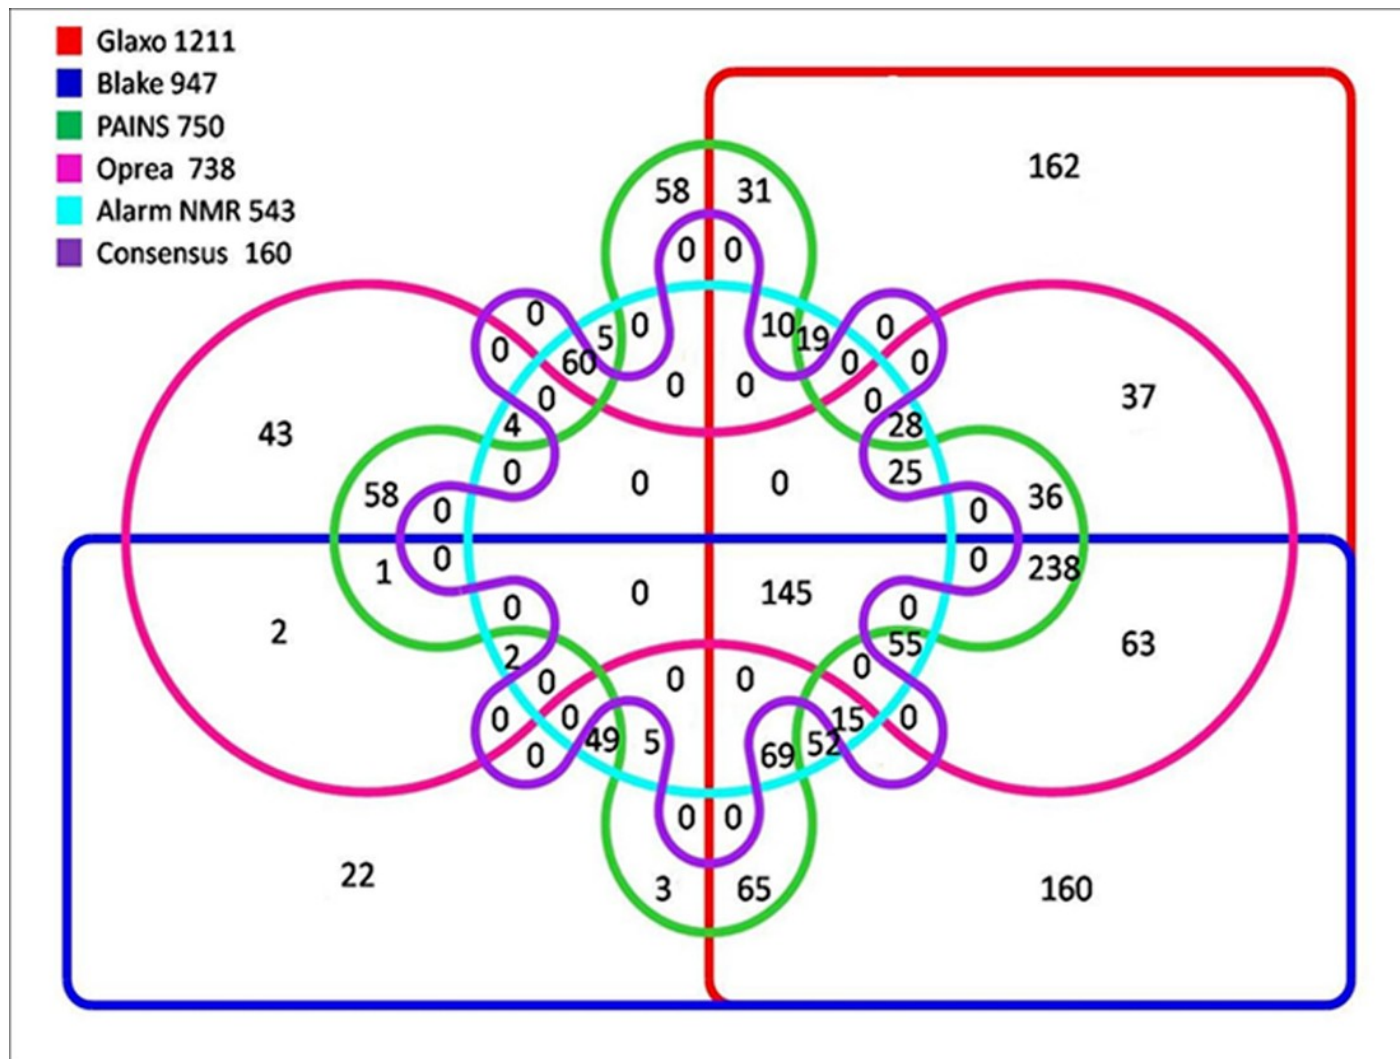 Glaxo 1211
Blake 947
PAINS 750
Oprea 738
Alarm NMR 543
Consensus 160
162
58 31
0 0
0 0
5 0 10 19
0 60 0 0
0 0
37
0 0
4 28
43
0 0 0 25
58 0 0 36
1 0 0 238
0 0 145 0
2 2 0 55 63
0 0 0 0
0 0 15 0
49 5 69 52
0
0 0
22 3 65 160